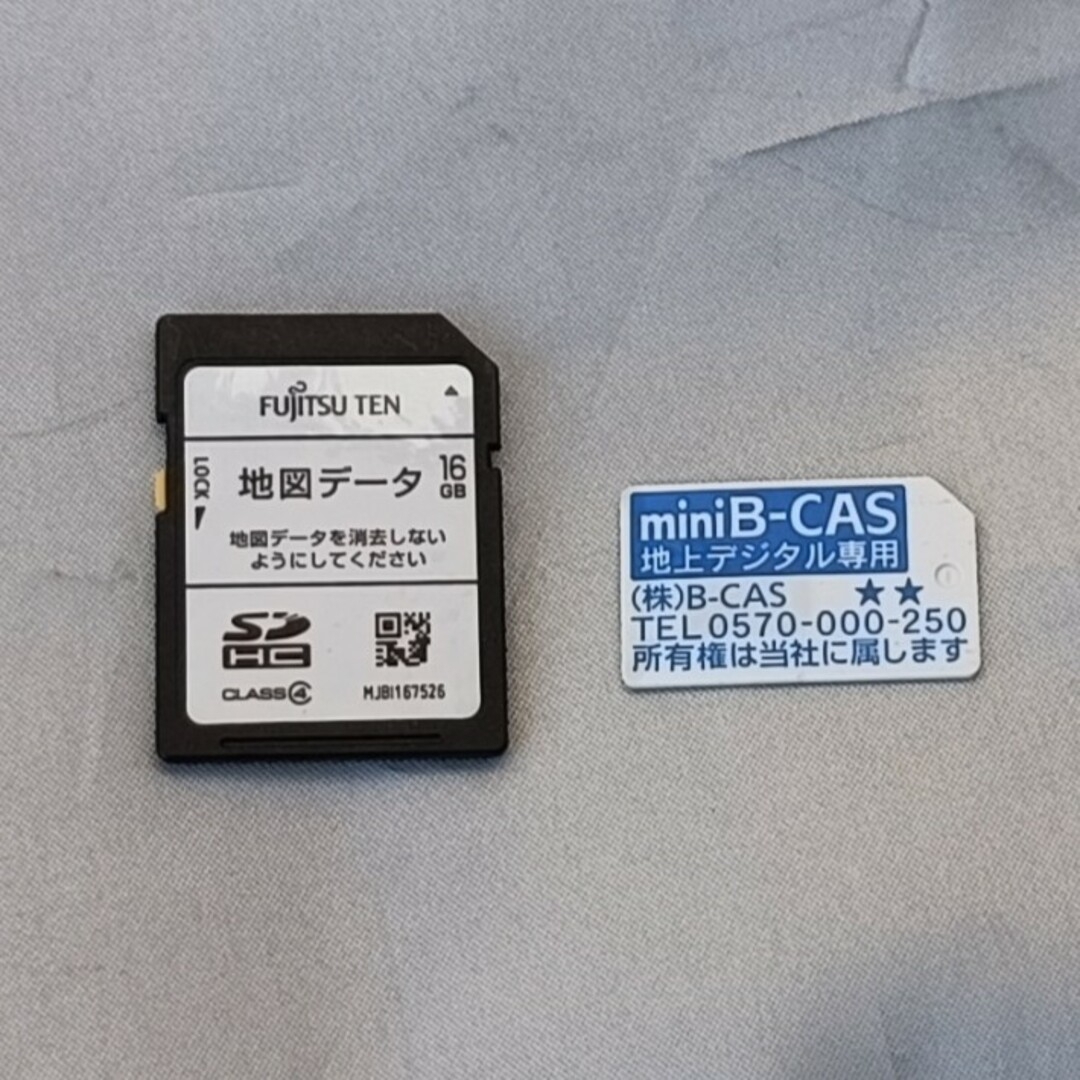 FUJITSU TEN
LOCK
地図データ
16
GB
地図データを消去しない
ようにしてください
SD
HC
CLASS④
MJBI167526
miniB-CAS
地上デジタル専用
(株)B-CAS ★★
TEL0570-000-250
所有権は当社に属します